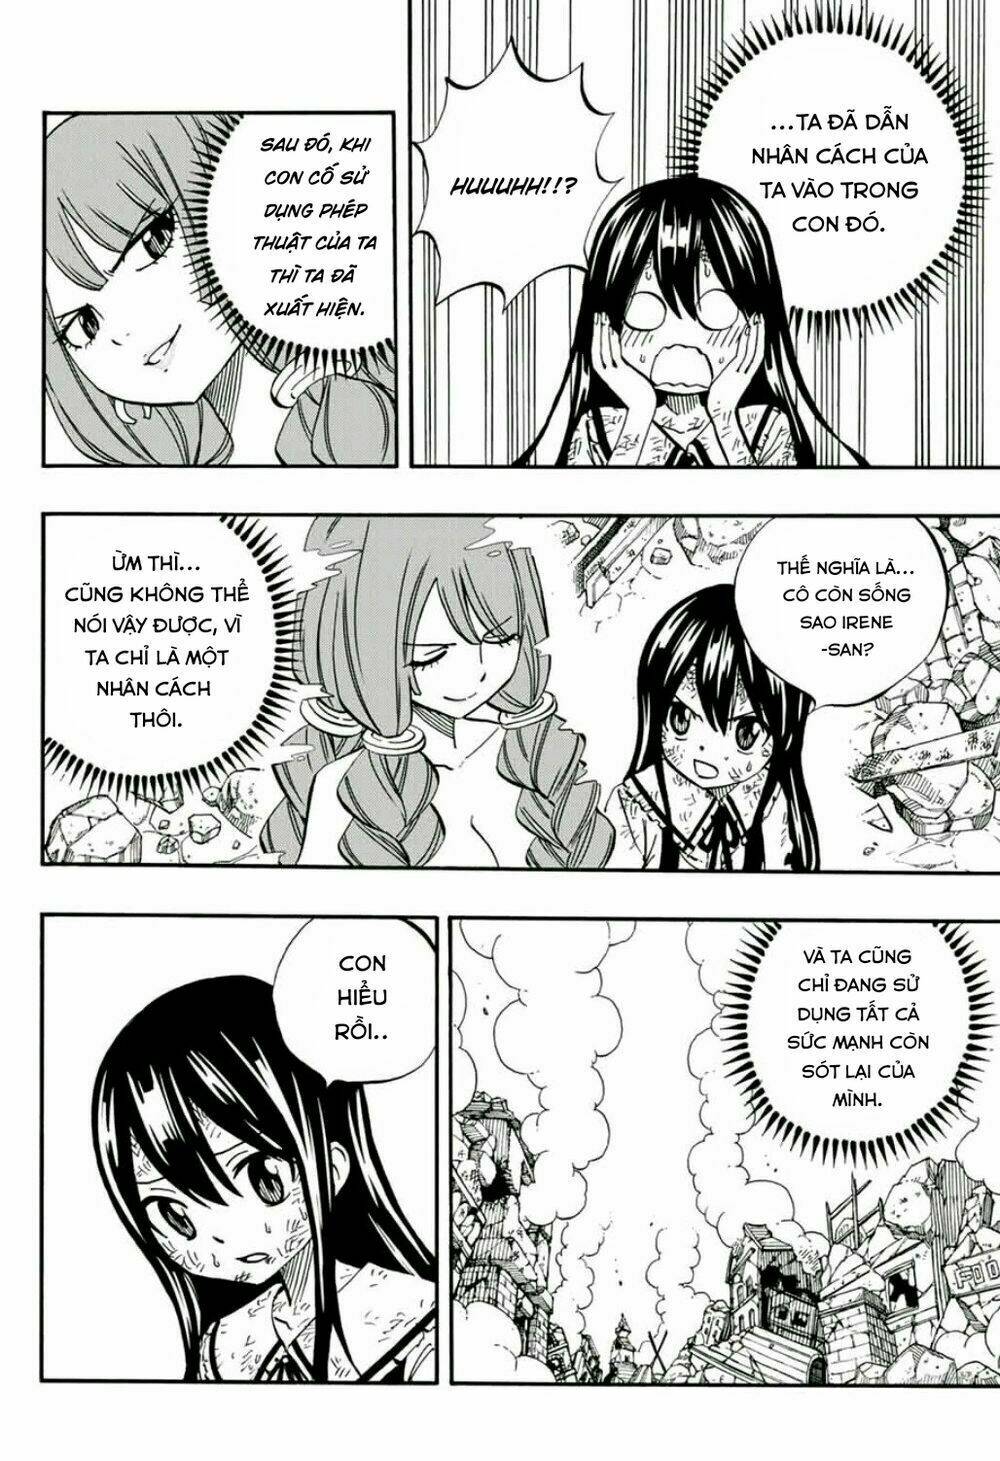 ...TA ĐÃ DẪN
NHÂN CÁCH CỦA
TA VÀO TRONG
CON ĐÓ.
HUUUHH!!?
SAU ĐÓ, KHI
CON CỐ SỬ
DỤNG PHÉP
THUẬT CỦA TA
THÌ TA ĐÃ
XUẤT HIỆN.
THẾ NGHĨA LÀ...
CÔ CÒN SỐNG
SAO IRENE
-SAN?
ỪM THÌ...
CŨNG KHÔNG THỂ
NÓI VẬY ĐƯỢC, VÌ
TA CHỈ LÀ MỘT
NHÂN CÁCH
THÔI.
VÀ TA CŨNG
CHỈ ĐANG SỬ
DỤNG TẤT CẢ
SỨC MẠNH CÒN
SÓT LẠI CỦA
MÌNH.
FOO
CON
HIỂU
RỒI..